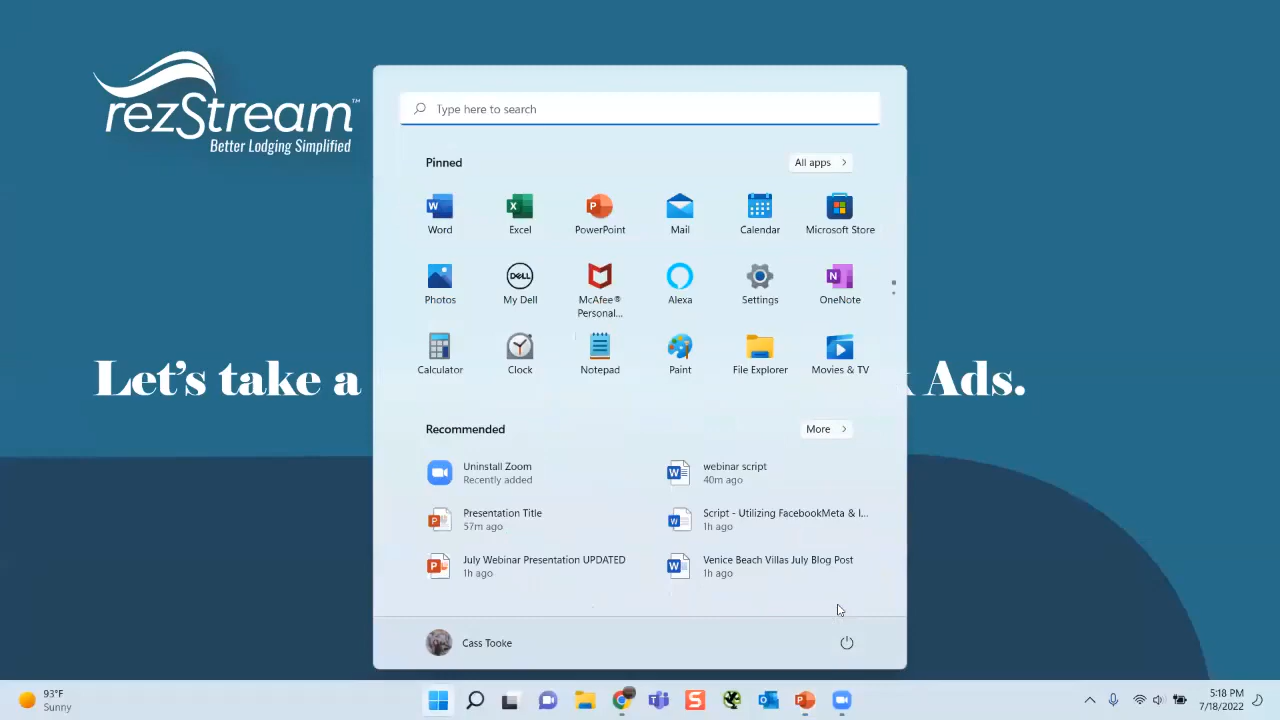 rezStream™
Better Lodging Simplified
Type here to search
Pinned
All apps
Word
Excel
PowerPoint
Mail
Calendar
Microsoft Store
Photos
DELL
My Dell
McAfee®
Personal...
Alexa
Settings
N
OneNote
Calculator
Clock
Notepad
Paint
File Explorer
Movies & TV
Let's take a
k Ads.
Recommended
More
Uninstall Zoom
Recently added
webinar script
40m ago
Presentation Title
57m ago
Script - Utilizing FacebookMeta & I...
1h ago
July Webinar Presentation UPDATED
1h ago
Venice Beach Villas July Blog Post
1h ago
Cass Tooke
93°F
Sunny
5:18 PM
7/18/2022